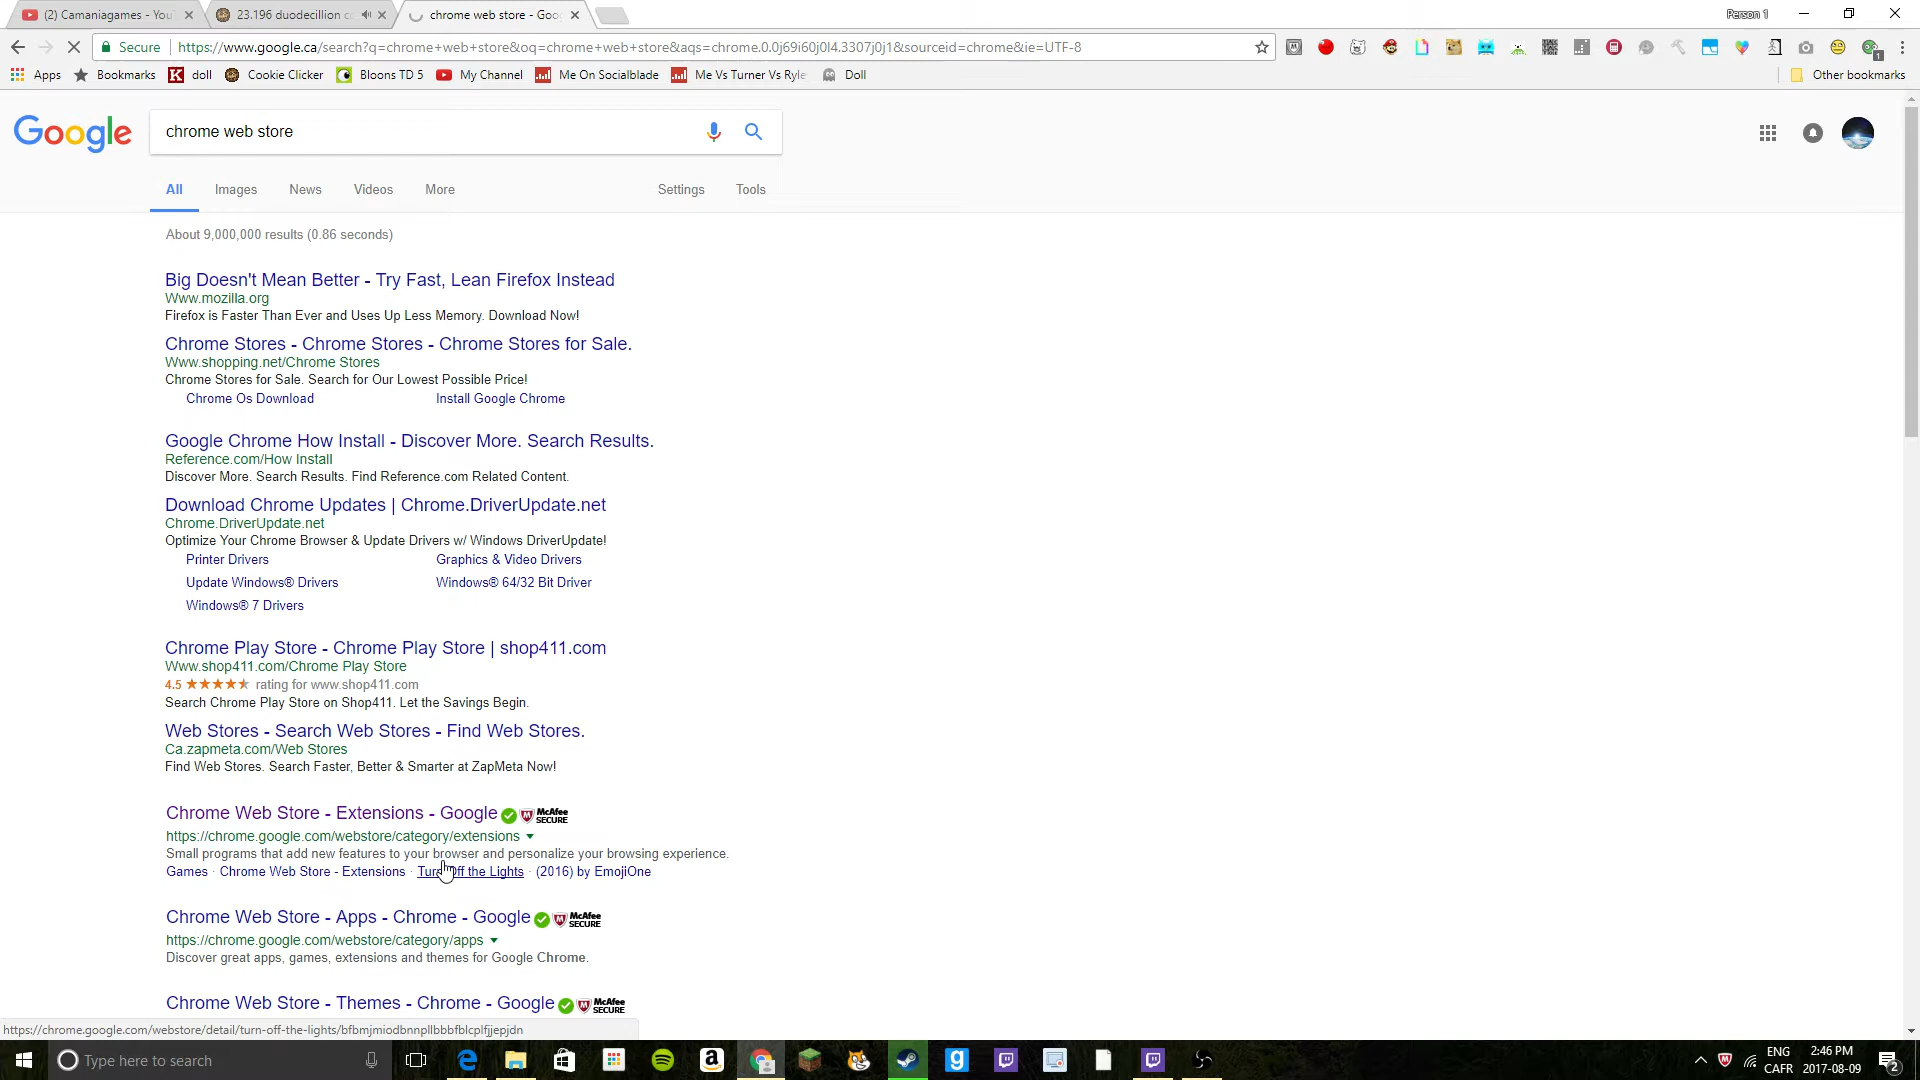 (2) Camaniagames - You
23.196 duodecillion c
chrome web store - Goo
Person 1
Secure
https://www.google.ca/search?q=chrome+web+store&oq=chrome+web+store&aqs=chrome.0.0j69i60j0l4.3307j0j1&sourceid=chrome&ie=UTF-8
Apps
Bookmarks
doll
Cookie Clicker
Bloons TD 5
My Channel
Me On Socialblade
Me Vs Turner Vs Ryle
Doll
Other bookmarks
Google
chrome web store
All
Images
News
Videos
More
Settings
Tools
About 9,000,000 results (0.86 seconds)
Big Doesn't Mean Better - Try Fast, Lean Firefox Instead
Www.mozilla.org
Firefox is Faster Than Ever and Uses Up Less Memory. Download Now!
Chrome Stores - Chrome Stores - Chrome Stores for Sale.
Www.shopping.net/Chrome Stores
Chrome Stores for Sale. Search for Our Lowest Possible Price!
Chrome Os Download
Install Google Chrome
Google Chrome How Install - Discover More. Search Results.
Reference.com/How Install
Discover More. Search Results. Find Reference.com Related Content.
Download Chrome Updates | Chrome.DriverUpdate.net
Chrome.DriverUpdate.net
Optimize Your Chrome Browser & Update Drivers w/ Windows DriverUpdate!
Printer Drivers
Graphics & Video Drivers
Update Windows® Drivers
Windows® 64/32 Bit Driver
Windows® 7 Drivers
Chrome Play Store - Chrome Play Store | shop411.com
Www.shop411.com/Chrome Play Store
4.5 ★★★★★ rating for www.shop411.com
Search Chrome Play Store on Shop411. Let the Savings Begin.
Web Stores - Search Web Stores - Find Web Stores.
Ca.zapmeta.com/Web Stores
Find Web Stores. Search Faster, Better & Smarter at ZapMeta Now!
Chrome Web Store - Extensions - Google McAfee SECURE
https://chrome.google.com/webstore/category/extensions
Small programs that add new features to your browser and personalize your browsing experience.
Games · Chrome Web Store - Extensions · Turn Off the Lights · (2016) by EmojiOne
Chrome Web Store - Apps - Chrome - Google McAfee SECURE
https://chrome.google.com/webstore/category/apps
Discover great apps, games, extensions and themes for Google Chrome.
Chrome Web Store - Themes - Chrome - Google McAfee SECURE
https://chrome.google.com/webstore/detail/turn-off-the-lights/bfbmjmiodbnnpllbbbfblcplfjjepjdn
Type here to search
ENG
CAFR
2:46 PM
2017-08-09
2